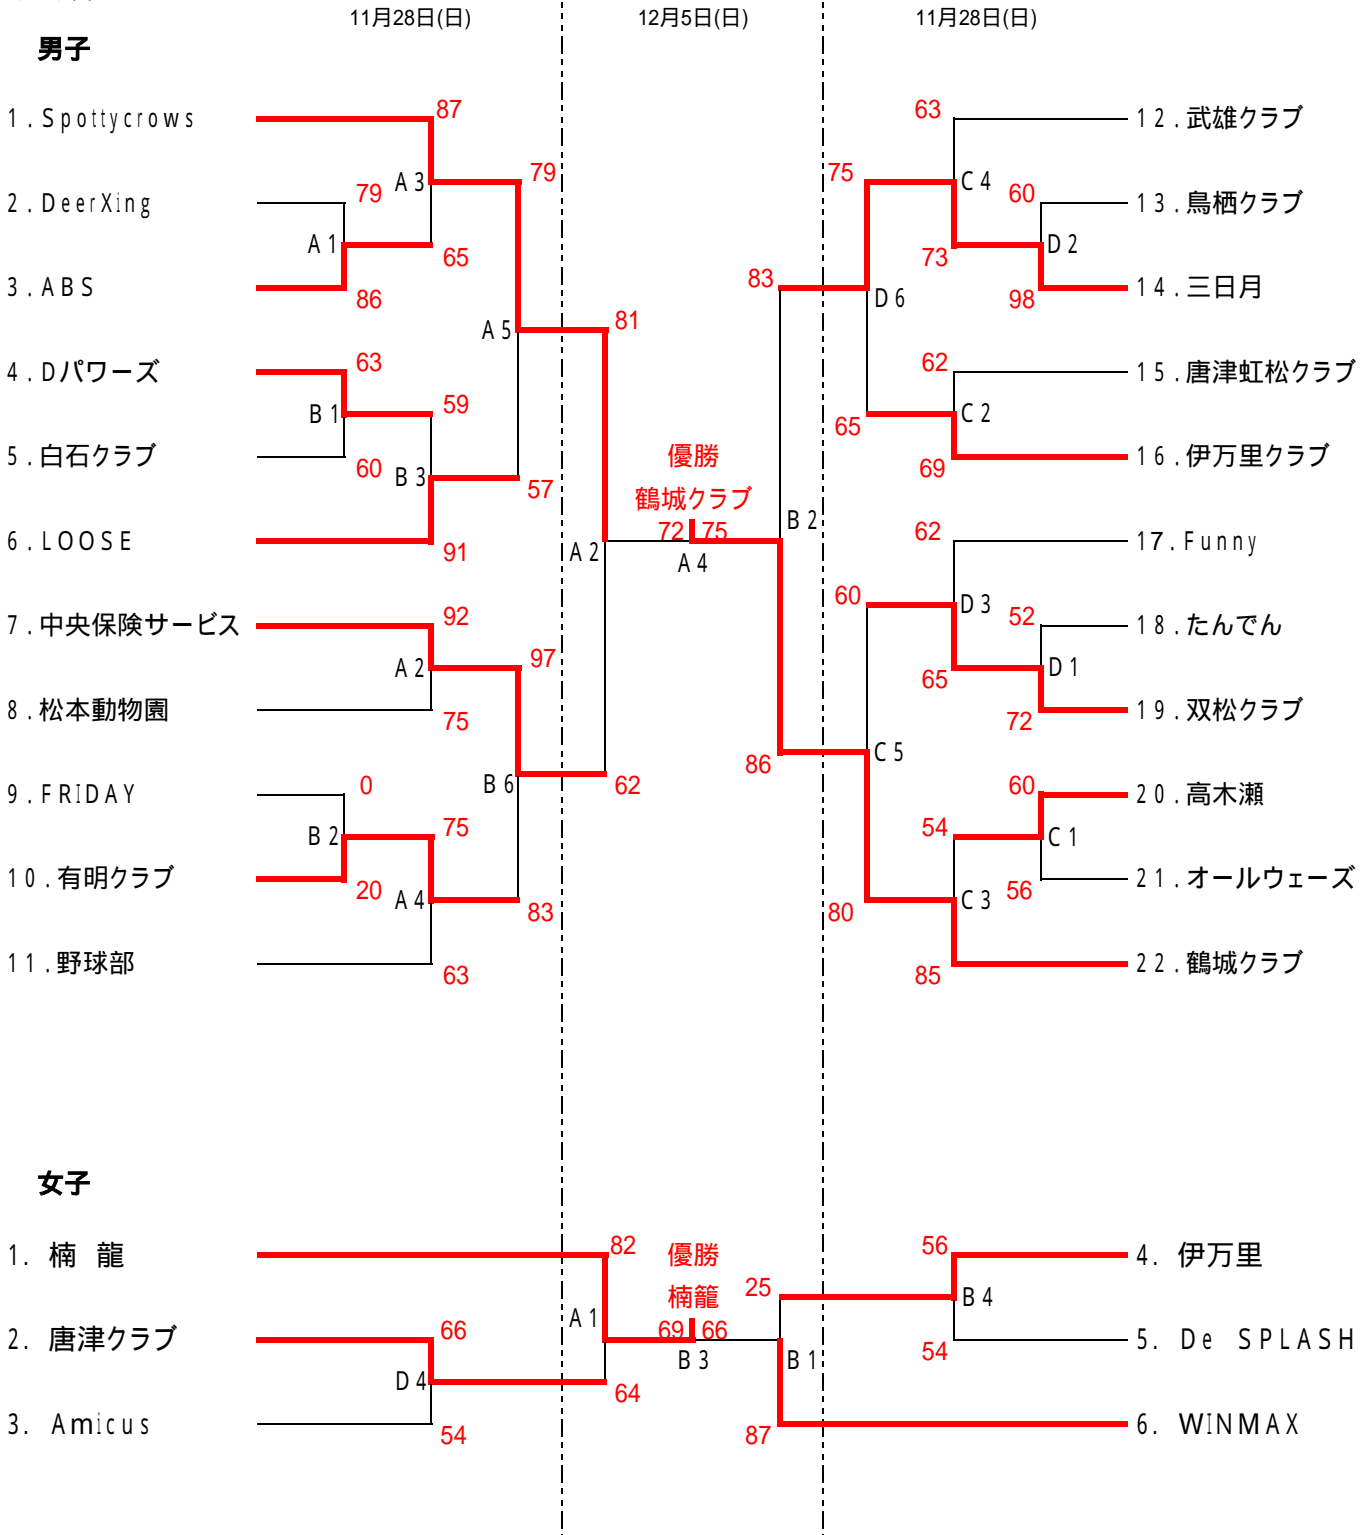 11月28日(日) 12月5日(日) 11月28日(日)
男子
87 63
1.Spottycrows 12.武雄クラブ
79 75
A3 C4
79 60
2.DeerXing 13.鳥栖クラブ
A1 D2
65 73
83
3.ABS 14.三日月
86 98
D6
81
A5
63 62
4.Dパワーズ 15.唐津虹松クラブ
59
B1 C2
65
5.白石クラブ 優勝 16.伊万里クラブ
60 69
B3
57
鶴城クラブ
B2
72 75 62
6.LOOSE 17.Funny
91 A2
A4
60
D3
92 52
7.中央保険サービス 18.たんでん
97
A2 D1
65
8.松本動物園 19.双松クラブ
75 72
C5
86
B6 62
0 60
9.FRIDAY 20.高木瀬
75 54
B2 C1
10.有明クラブ 21.オールウェーズ
20 56
A4 C3
83 80
11.野球部 22.鶴城クラブ
63 85
女子
82 56
1. 楠 龍 優勝 4. 伊万里
25
楠籠 B4
A1
66 69 66
2. 唐津クラブ 5. De SPLASH
54
B3 B1
D4
64
3. Amicus 6. WINMAX
54 87